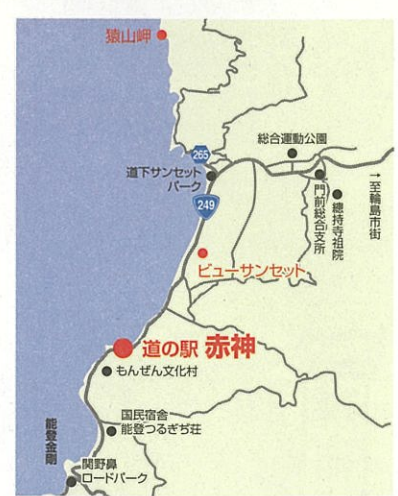 猿山岬
総合運動公園
265
道下サンセット
パーク
249
門前総合支所
總持寺祖院
→至輪島市街
ビューサンセット
道の駅 赤神
もんぜん文化村
国民宿舎
能登つるぎぢ荘
能登金剛
関野鼻
ロードパーク